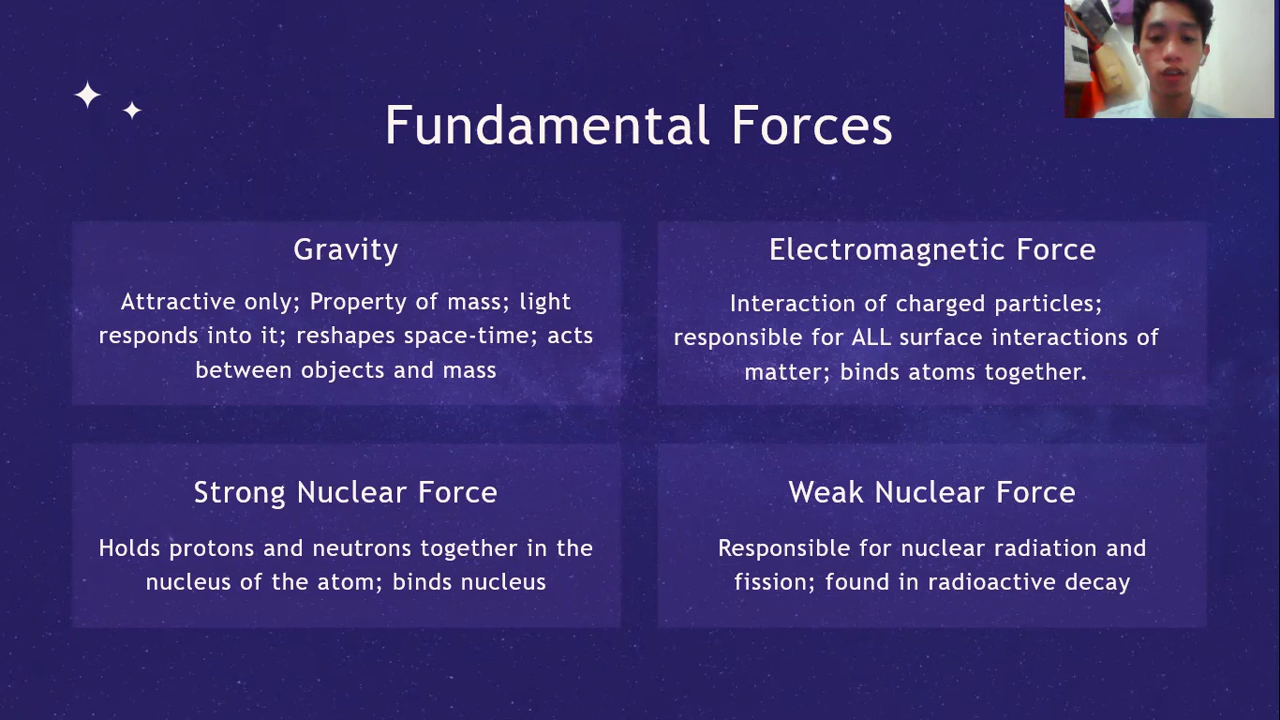 Fundamental Forces
Gravity
Attractive only; Property of mass; light
responds into it; reshapes space-time; acts
between objects and mass
Electromagnetic Force
Interaction of charged particles;
responsible for ALL surface interactions of
matter; binds atoms together.
Strong Nuclear Force
Holds protons and neutrons together in the
nucleus of the atom; binds nucleus
Weak Nuclear Force
Responsible for nuclear radiation and
fission; found in radioactive decay